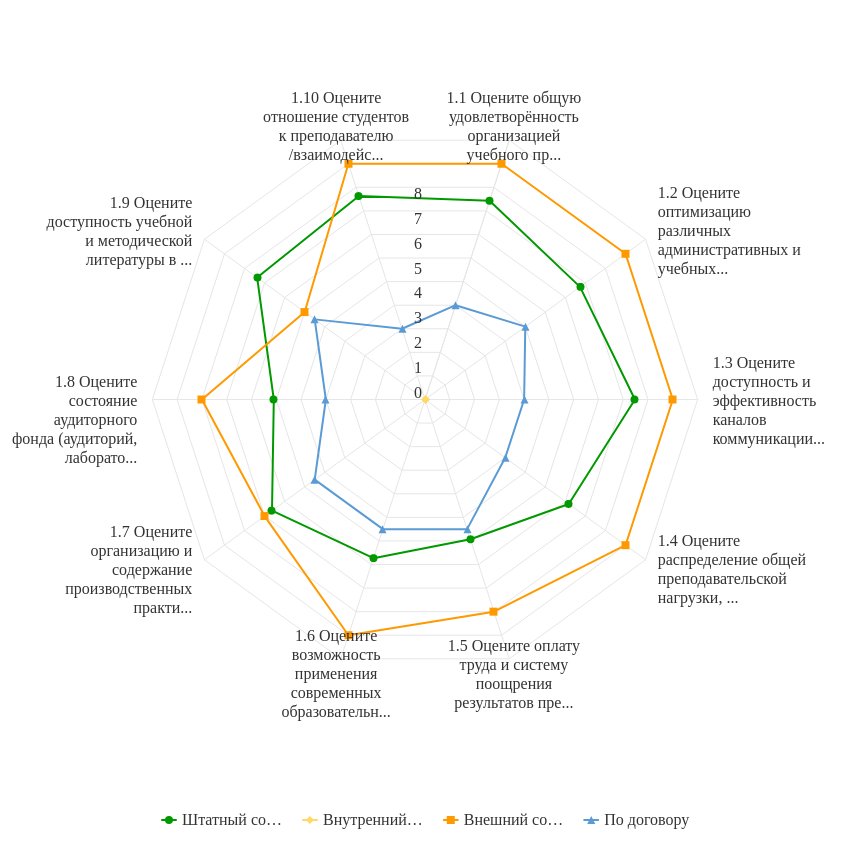 1.10 Оцените
отношение студентов
к преподавателю
/взаимодейс...
1.1 Оцените общую
удовлетворённость
организацией
учебного пр...
1.2 Оцените
оптимизацию
различных
административных и
учебных...
1.3 Оцените
доступность и
эффективность
каналов
коммуникации...
1.4 Оцените
распределение общей
преподавательской
нагрузки, ...
1.5 Оцените оплату
труда и систему
поощрения
результатов пре...
1.6 Оцените
возможность
применения
современных
образовательн...
1.7 Оцените
организацию и
содержание
производственных
практи...
1.8 Оцените
состояние
аудиторного
фонда (аудиторий,
лаборато...
1.9 Оцените
доступность учебной
и методической
литературы в ...
8
7
6
5
4
3
2
1
0
Штатный со... Внутренний... Внешний со... По договору